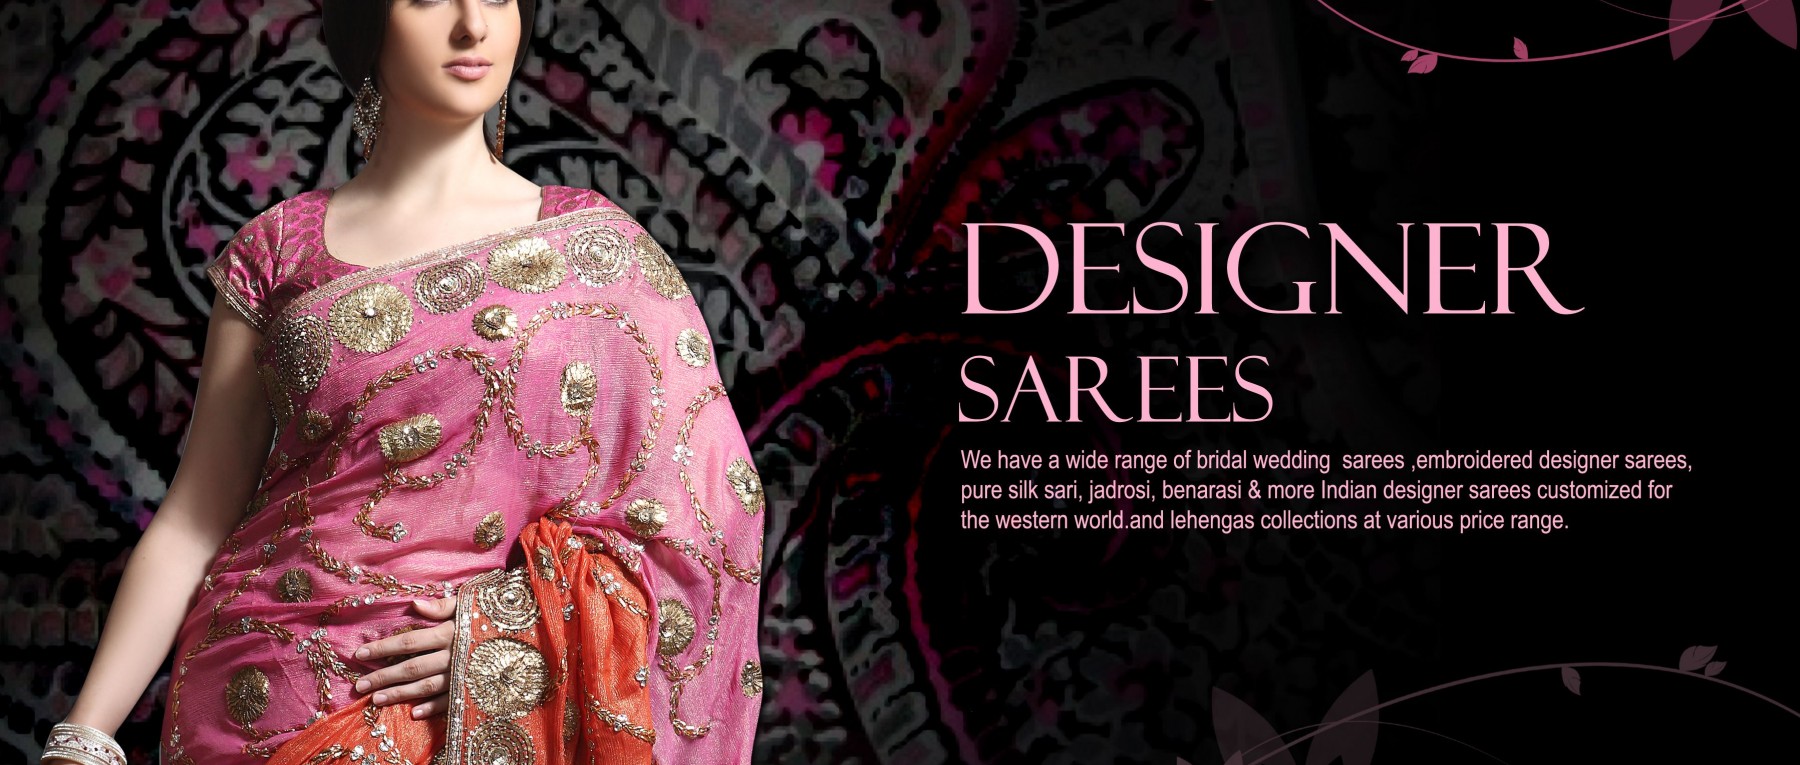 DESIGNER
SAREES
We have a wide range of bridal wedding  sarees ,embroidered designer sarees,
pure silk sari, jadrosi, benarasi & more Indian designer sarees customized for
the western world.and lehengas collections at various price range.